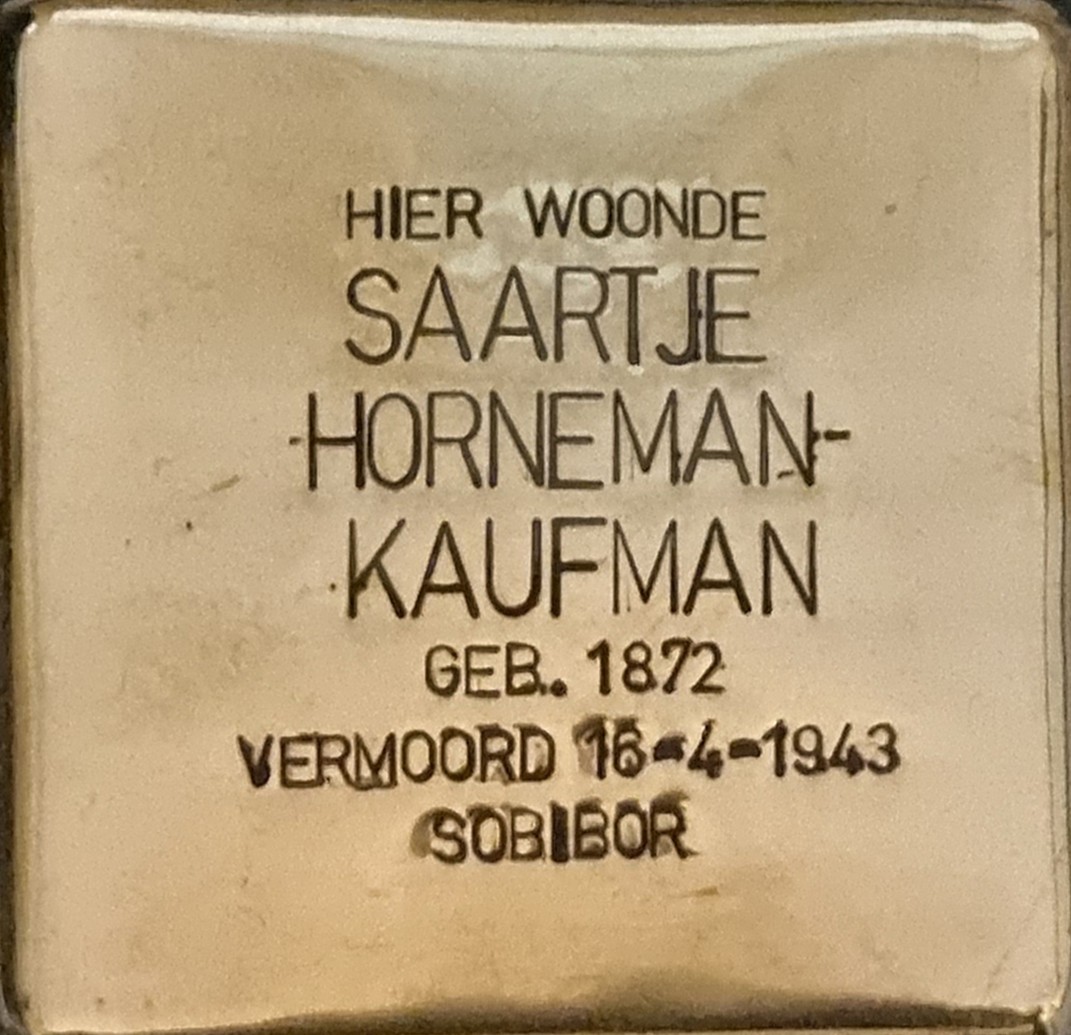 HIER WOONDE
SAARTJE
HORNEMAN-
KAUFMAN
GEB. 1872
VERMOORD 16-4-1943
SOBIBOR